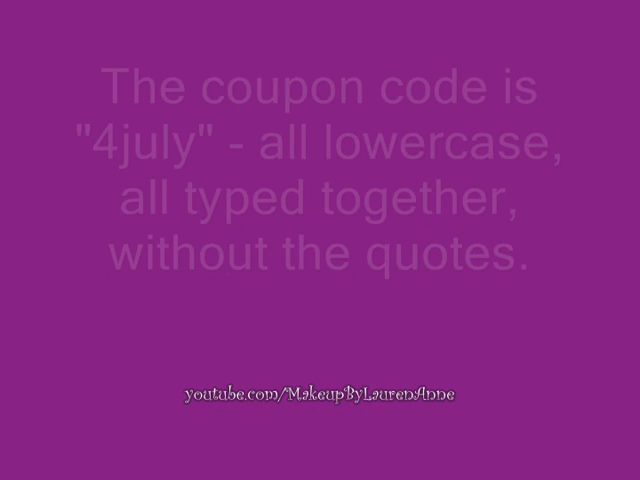 The coupon code is
"4july" - all lowercase,
all typed together,
without the quotes.
youtube.com/MakeupByLaurenAnne